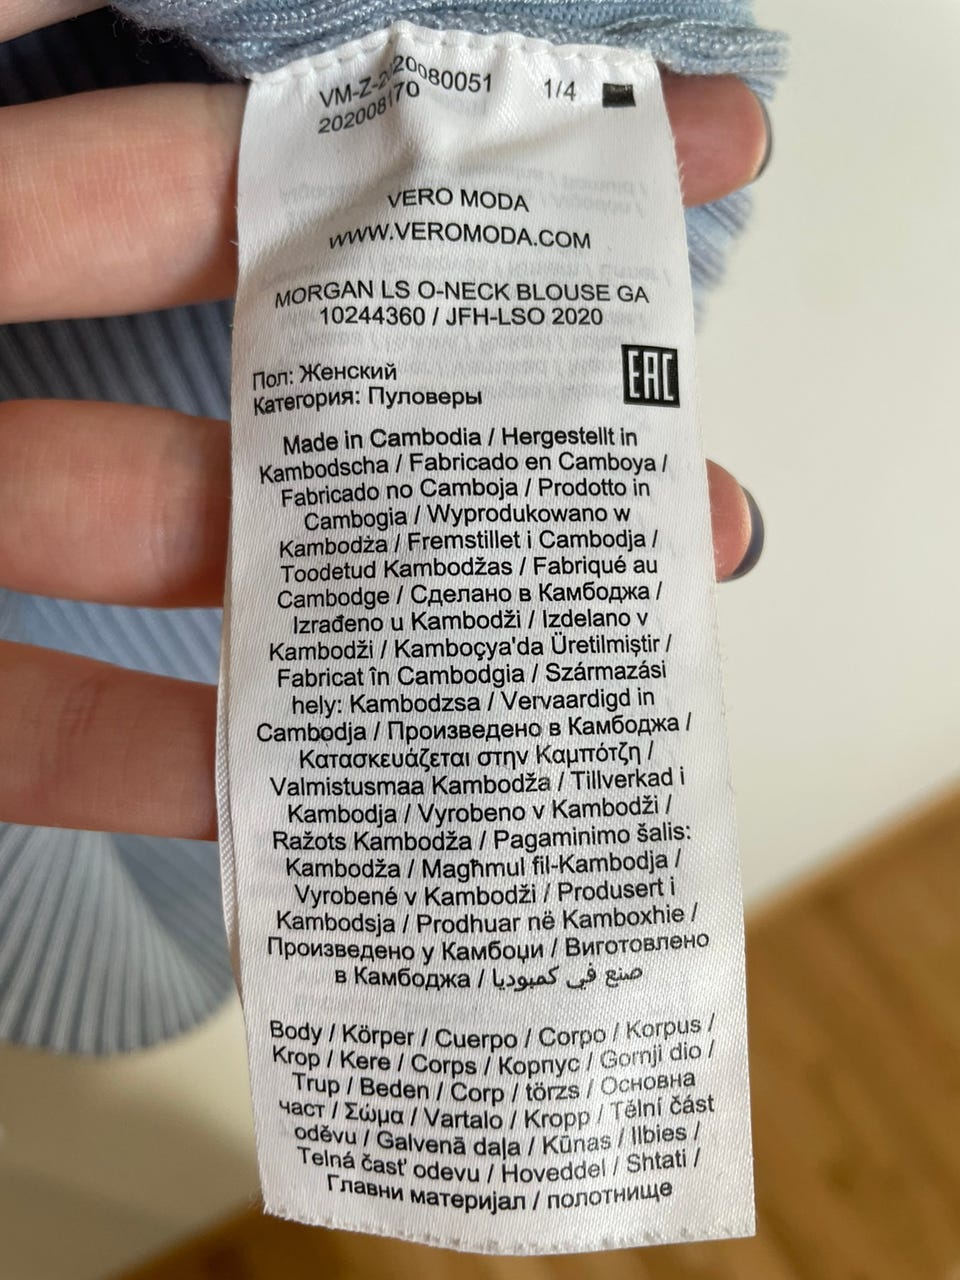 VM-Z-2020080051 1/4
202008170
VERO MODA
WWW.VEROMODA.COM
MORGAN LS O-NECK BLOUSE GA
10244360 / JFH-LSO 2020
Пол: Женский
EAC
Категория: Пуловеры
Made in Cambodia / Hergestellt in
Kambodscha / Fabricado en Camboya /
Fabricado no Camboja / Prodotto in
Cambogia / Wyprodukowano w
Kambodża / Fremstillet i Cambodja /
Toodetud Kambodžas / Fabriqué au
Cambodge / Сделано в Камбоджа /
Izrađeno u Kambodži / Izdelano v
Kambodži / Kamboçya'da Üretilmiştir /
Fabricat în Cambodgia / Származási
hely: Kambodzsa / Vervaardigd in
Cambodja / Произведено в Камбоджа /
Κατασκευάζεται στην Καμπότζη /
Valmistusmaa Kambodža / Tillverkad i
Kambodja / Vyrobeno v Kambodži /
Ražots Kambodža / Pagaminimo šalis:
Kambodža / Magħmul fil-Kambodja /
Vyrobené v Kambodži / Produsert i
Kambodsja / Prodhuar në Kamboxhie /
Произведено у Камбоџи / Виготовлено
в Камбоджа / صنع في كمبوديا
Body / Körper / Cuerpo / Corpo / Korpus /
Krop / Kere / Corps / Корпус / Gornji dio /
Trup / Beden / Corp / törzs / Основна
част / Σώμα / Vartalo / Kropp / Tělní část
oděvu / Galvenā daļa / Kūnas / Ilbies /
Telná časť odevu / Hoveddel / Shtati /
Главни материјал / полотнище